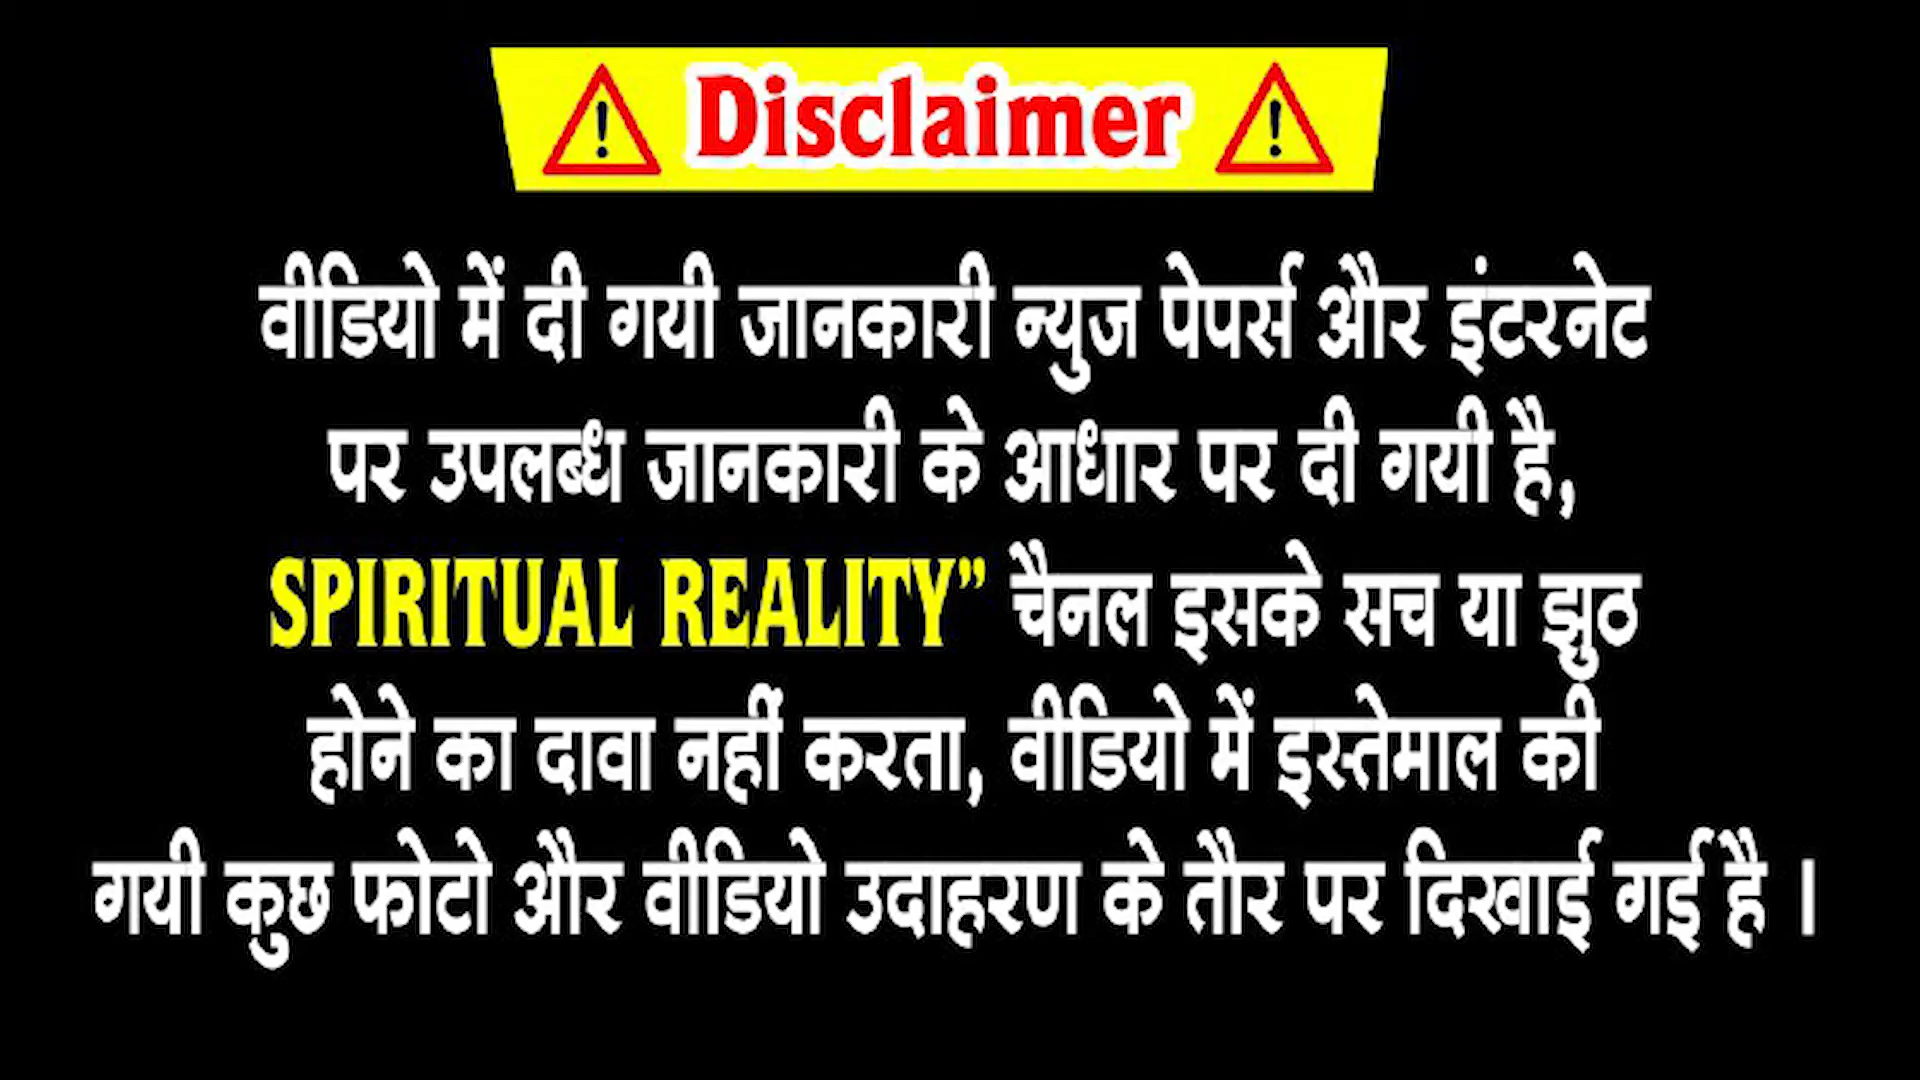 Disclaimer
वीडियो में दी गयी जानकारी न्युज पेपर्स और इंटरनेट
पर उपलब्ध जानकारी के आधार पर दी गयी है,
SPIRITUAL REALITY” चैनल इसके सच या झुठ
होने का दावा नहीं करता, वीडियो में इस्तेमाल की
गयी कुछ फोटो और वीडियो उदाहरण के तौर पर दिखाई गई है ।